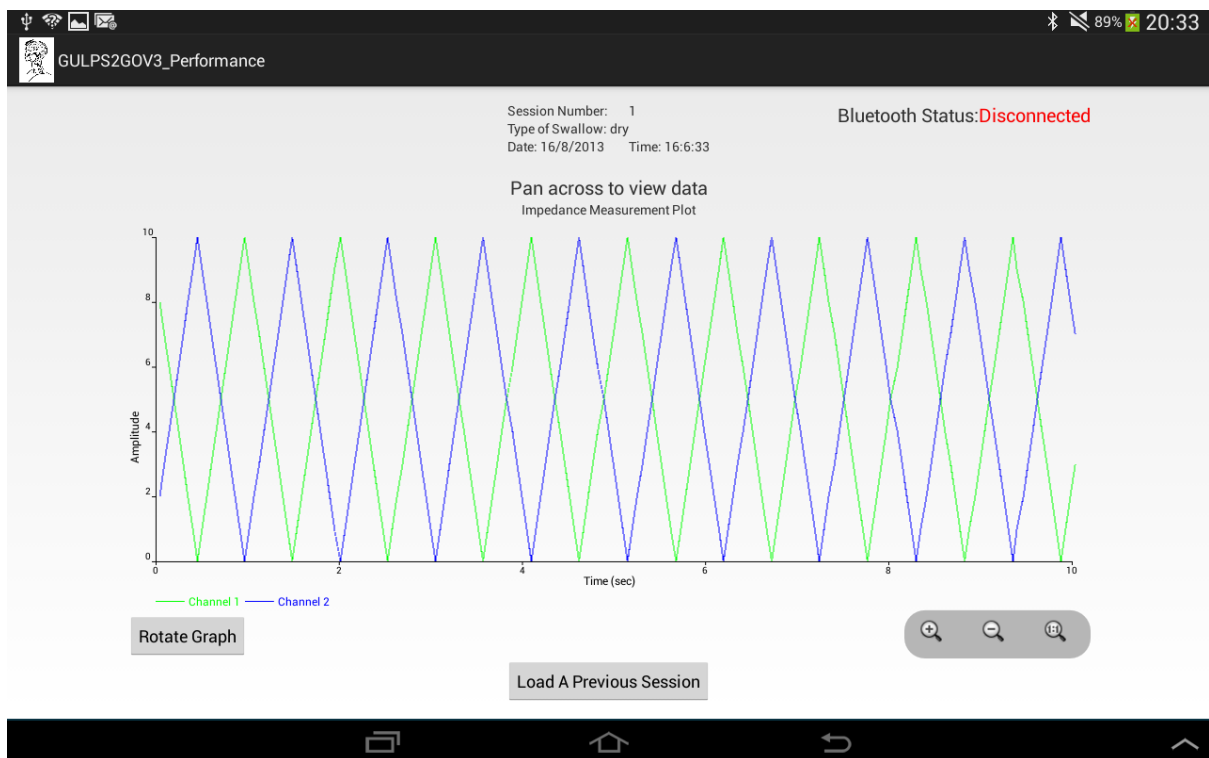 89% 20:33
GULPS2GOV3_Performance
Session Number: 1
Type of Swallow: dry
Date: 16/8/2013 Time: 16:6:33
Bluetooth Status:Disconnected
Pan across to view data
Impedance Measurement Plot
10
8
6
4
2
0
Amplitude
0 2 4 6 8 10
Time (sec)
Channel 1 Channel 2
Rotate Graph
1:1
Load A Previous Session